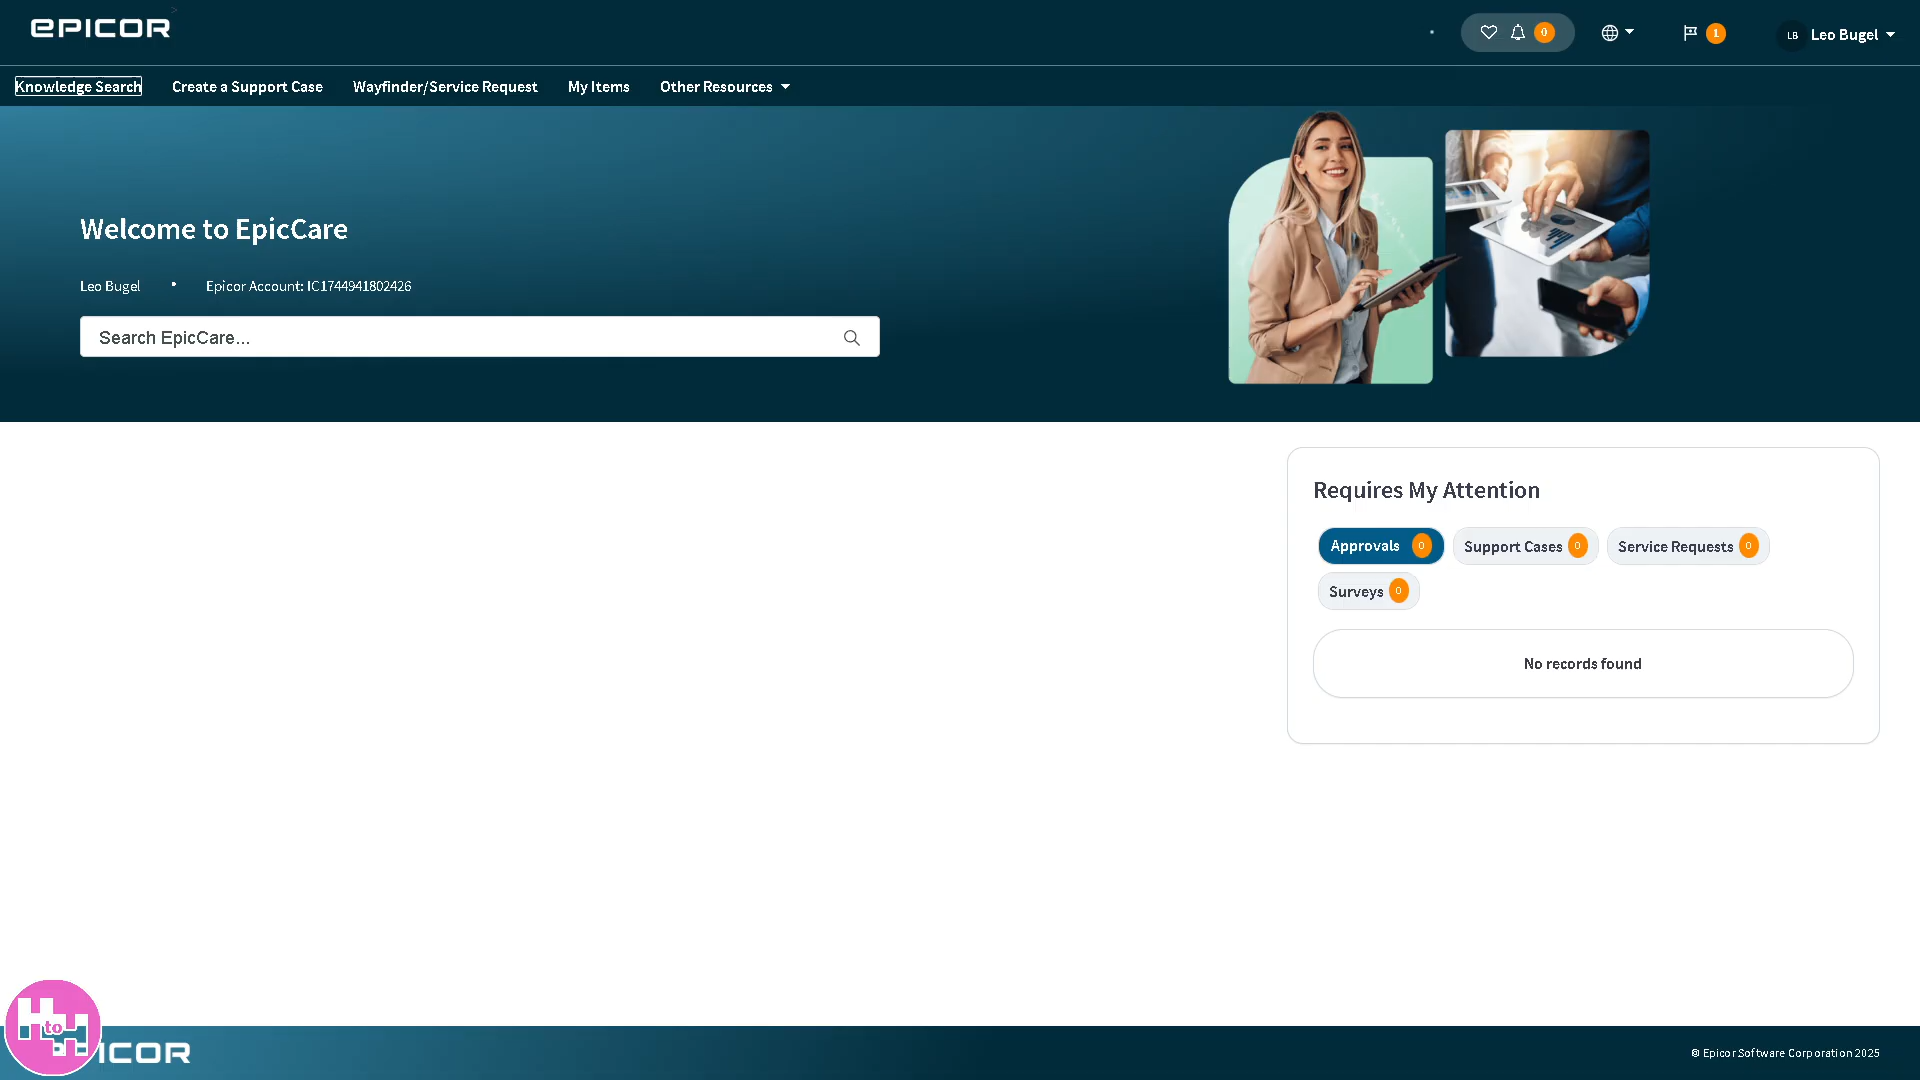 EPICOR
0
1
LB
Leo Bugel
Knowledge Search
Create a Support Case
Wayfinder/Service Request
My Items
Other Resources
Welcome to EpicCare
Leo Bugel • Epicor Account: IC1744941802426
Search EpicCare...
Requires My Attention
Approvals 0
Support Cases 0
Service Requests 0
Surveys 0
No records found
H to H
EPICOR
© Epicor Software Corporation 2025